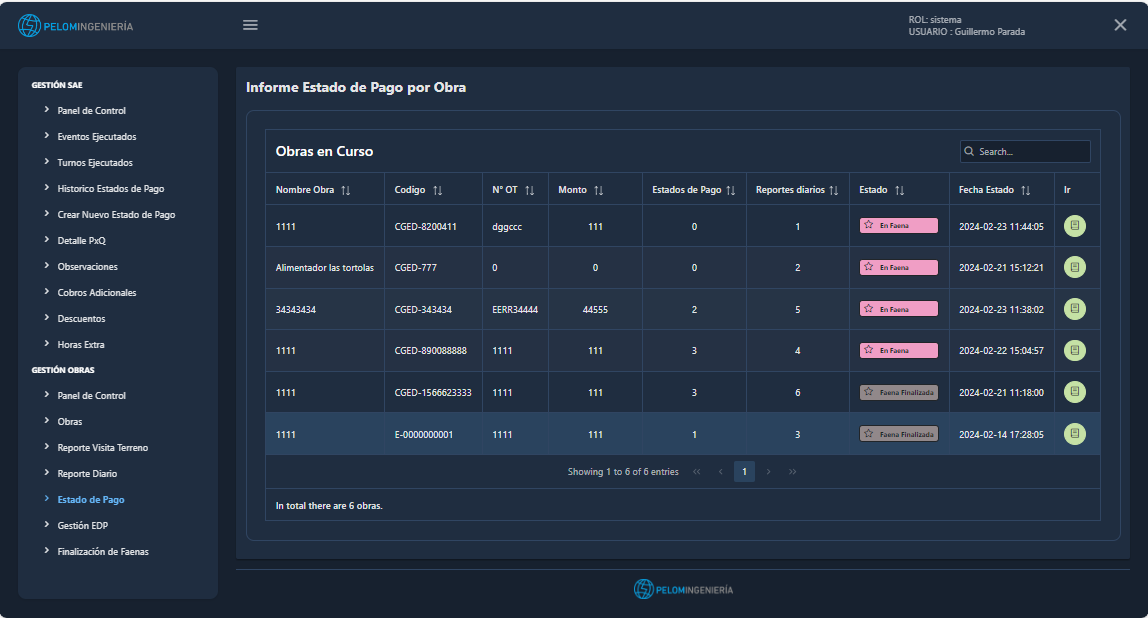 PELOMINGENIERÍA
ROL: sistema
USUARIO : Guillermo Parada
GESTIÓN SAE
Panel de Control
Eventos Ejecutados
Turnos Ejecutados
Historico Estados de Pago
Crear Nuevo Estado de Pago
Detalle PxQ
Observaciones
Cobros Adicionales
Descuentos
Horas Extra
GESTIÓN OBRAS
Panel de Control
Obras
Reporte Visita Terreno
Reporte Diario
Estado de Pago
Gestión EDP
Finalización de Faenas
Informe Estado de Pago por Obra
Obras en Curso
Search...
Nombre Obra Codigo N° OT Monto Estados de Pago Reportes diarios Estado Fecha Estado Ir
1111 CGED-8200411 dggccc 111 0 1 En Faena 2024-02-23 11:44:05
Alimentador las tortolas CGED-777 0 0 0 2 En Faena 2024-02-21 15:12:21
34343434 CGED-343434 EERR34444 44555 2 5 En Faena 2024-02-23 11:38:02
1111 CGED-890088888 1111 111 3 4 En Faena 2024-02-22 15:04:57
1111 CGED-1566623333 1111 111 3 6 Faena Finalizada 2024-02-21 11:18:00
1111 E-0000000001 1111 111 1 3 Faena Finalizada 2024-02-14 17:28:05
Showing 1 to 6 of 6 entries « ‹ 1 › »
In total there are 6 obras.
PELOMINGENIERÍA